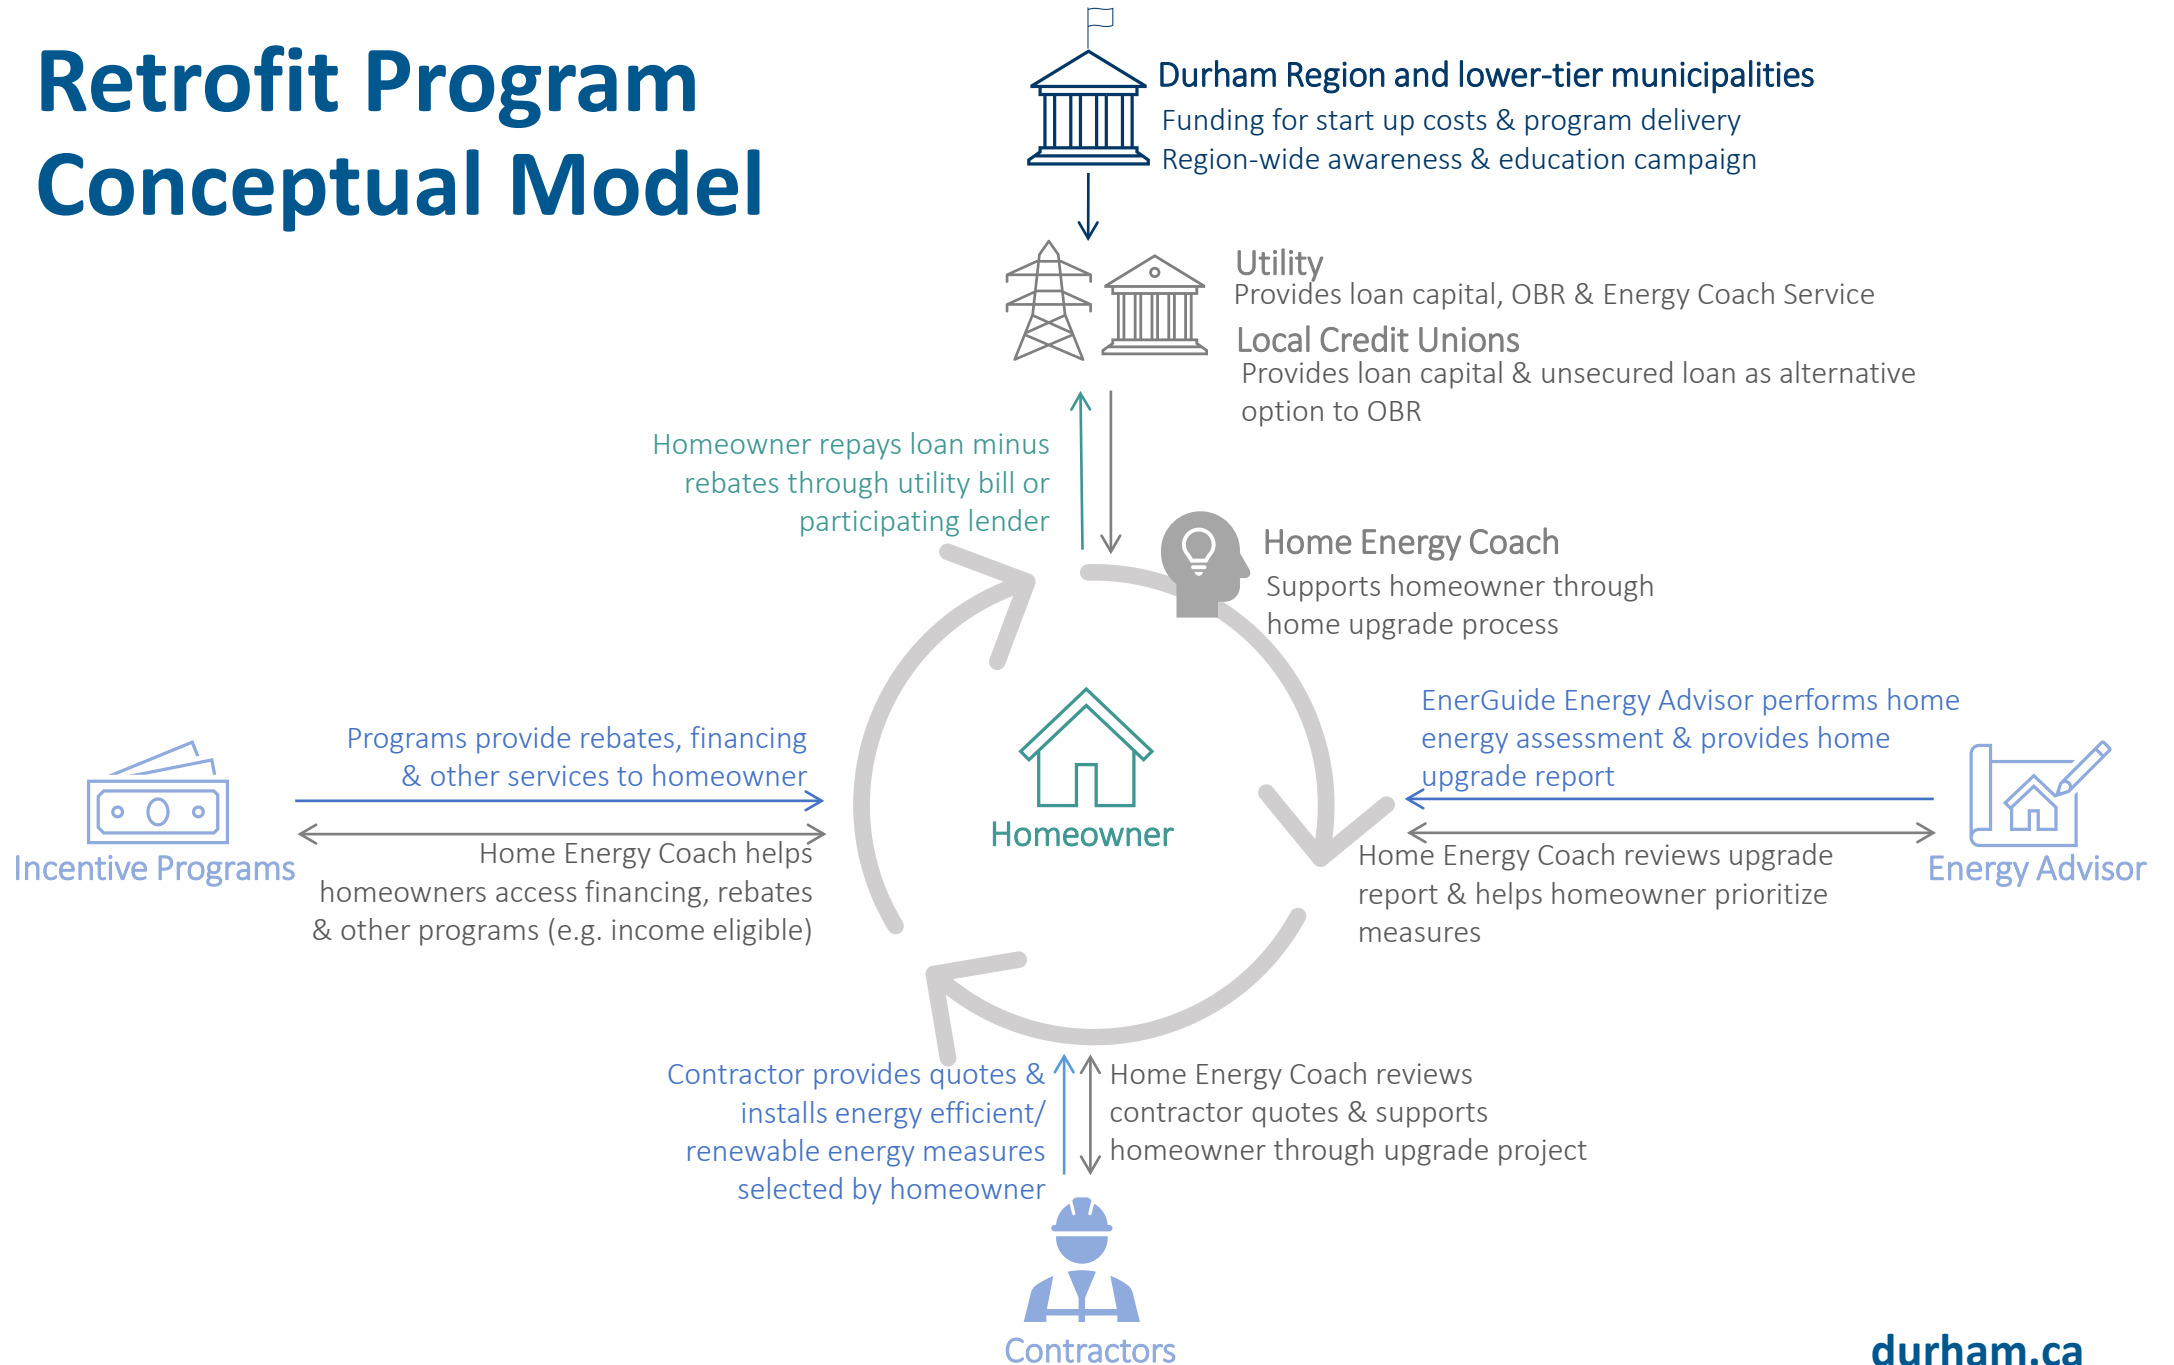 Retrofit Program
Conceptual Model
Durham Region and lower-tier municipalities
Funding for start up costs & program delivery
Region-wide awareness & education campaign
Utility
Provides loan capital, OBR & Energy Coach Service
Local Credit Unions
Provides loan capital & unsecured loan as alternative
option to OBR
Homeowner repays loan minus
rebates through utility bill or
participating lender
Home Energy Coach
Supports homeowner through
home upgrade process
Programs provide rebates, financing
& other services to homeowner
Incentive Programs
Home Energy Coach helps
homeowners access financing, rebates
& other programs (e.g. income eligible)
Homeowner
EnerGuide Energy Advisor performs home
energy assessment & provides home
upgrade report
Energy Advisor
Home Energy Coach reviews upgrade
report & helps homeowner prioritize
measures
Contractor provides quotes &
installs energy efficient/
renewable energy measures
selected by homeowner
Home Energy Coach reviews
contractor quotes & supports
homeowner through upgrade project
Contractors
durham.ca